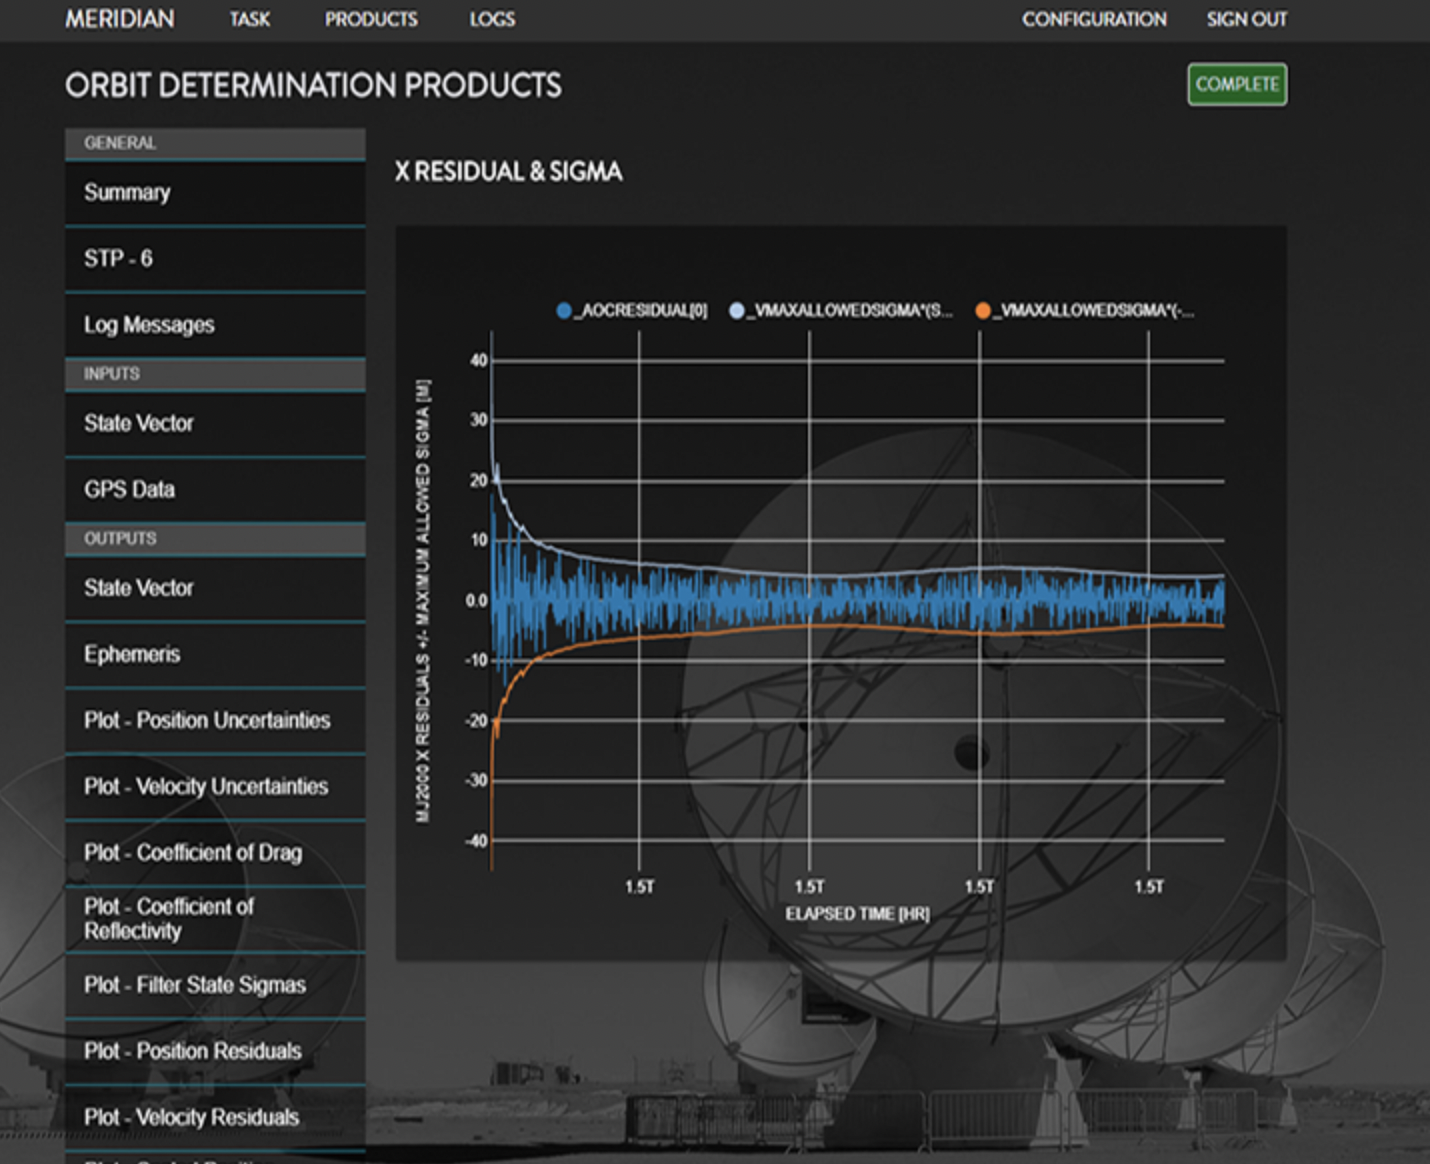 MERIDIAN TASK PRODUCTS LOGS CONFIGURATION SIGN OUT
ORBIT DETERMINATION PRODUCTS COMPLETE
GENERAL
Summary
STP - 6
Log Messages
INPUTS
State Vector
GPS Data
OUTPUTS
State Vector
Ephemeris
Plot - Position Uncertainties
Plot - Velocity Uncertainties
Plot - Coefficient of Drag
Plot - Coefficient of
Reflectivity
Plot - Filter State Sigmas
Plot - Position Residuals
Plot - Velocity Residuals
X RESIDUAL & SIGMA
_AOCRESIDUAL[0] _VMAXALLOWEDSIGMA*(S... _VMAXALLOWEDSIGMA*(-...
MJ2000 X RESIDUALS +/- MAXIMUM ALLOWED SIGMA [M]
40
30
20
10
0.0
-10
-20
-30
-40
1.5T 1.5T 1.5T 1.5T
ELAPSED TIME [HR]